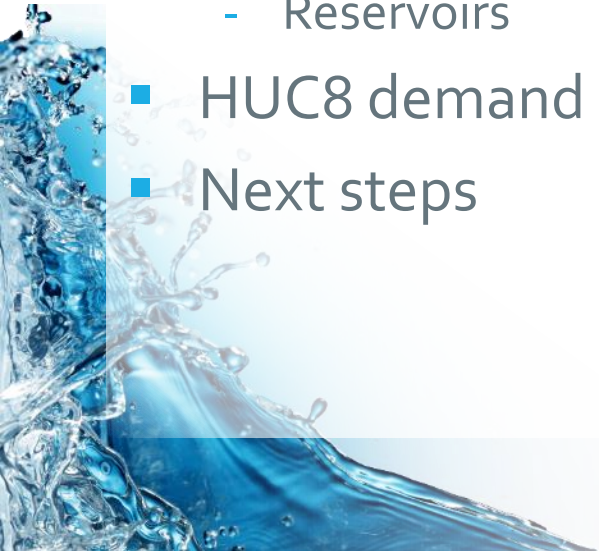 - Reservoirs
▪ HUC8 demand
▪ Next steps